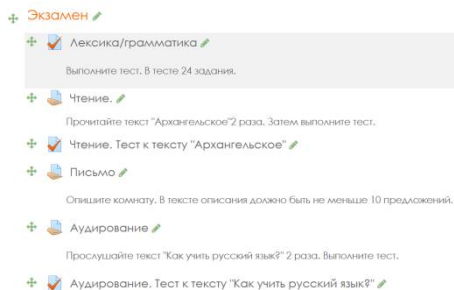 Экзамен
Лексика/грамматика
Выполните тест. В тесте 24 задания.
Чтение.
Прочитайте текст "Архангельское"2 раза. Затем выполните тест.
Чтение. Тест к тексту "Архангельское"
Письмо
Опишите комнату. В тексте описания должно быть не меньше 10 предложений.
Аудирование
Прослушайте текст "Как учить русский язык?" 2 раза. Выполните тест.
Аудирование. Тест к тексту "Как учить русский язык?"